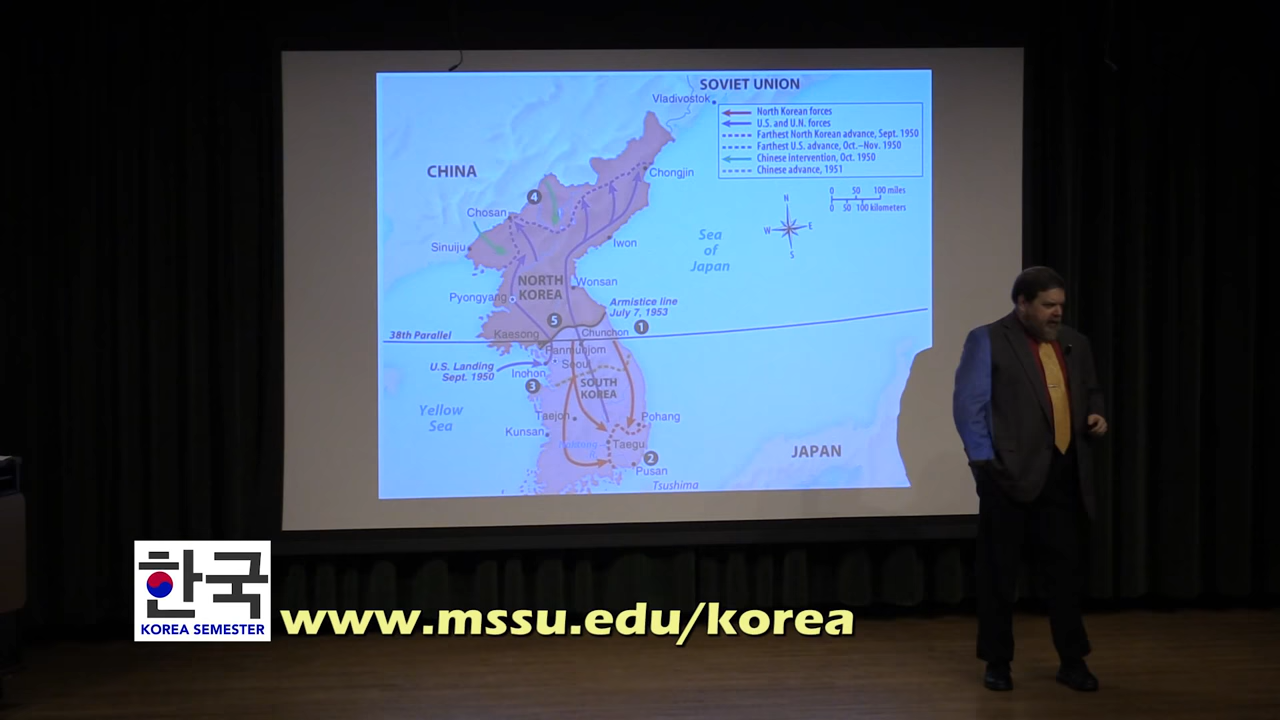 SOVIET UNION
Vladivostok
North Korean forces
U.S. and U.N. forces
Farthest North Korean advance, Sept. 1950
Farthest U.S. advance, Oct.–Nov. 1950
Chinese Intervention, Oct. 1950
Chinese advance, 1951
CHINA
Chongjin
4
0 50 100 miles
0 50 100 kilometers
N
W E
S
Chosan
Sinuiju
Iwon
Sea
of
Japan
NORTH
KOREA
Wonsan
Pyongyang
Armistice line
July 7, 1953
5
1
38th Parallel
Kaesong
Chunchon
Panmunjom
Seoul
U.S. Landing
Sept. 1950
Inchon
3
SOUTH
KOREA
Yellow
Sea
Taejon
Pohang
Kunsan
Taegu
JAPAN
2
Pusan
Tsushima
한국
KOREA SEMESTER
www.mssu.edu/korea